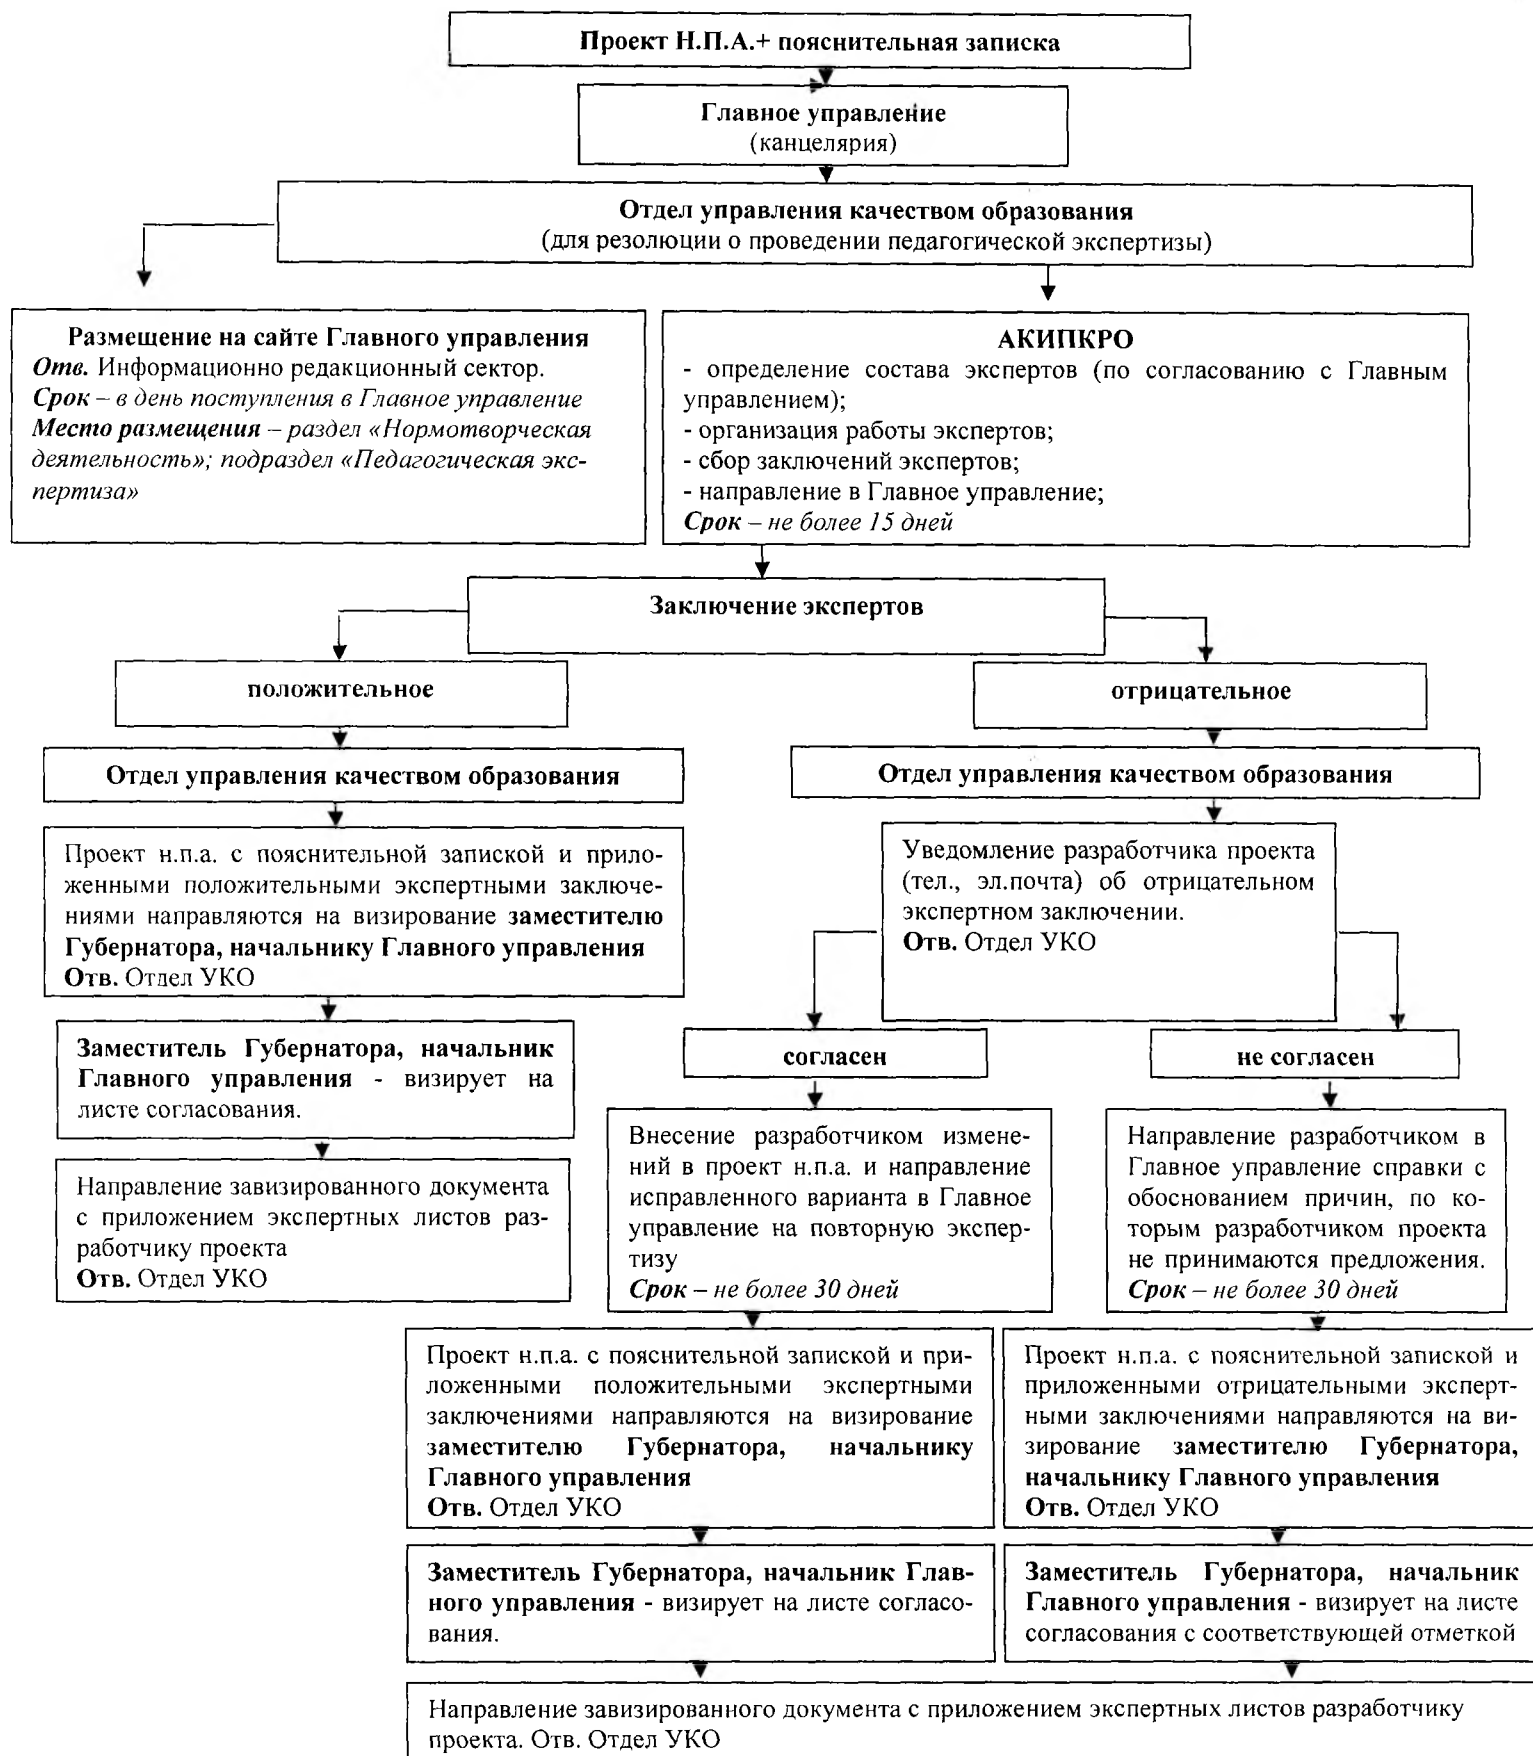 Проект Н.П.А.+ пояснительная записка
Главное управление
(канцелярия)
Отдел управления качеством образования
(для резолюции о проведении педагогической экспертизы)
Размещение на сайте Главного управления
Отв. Информационно редакционный сектор.
Срок – в день поступления в Главное управление
Место размещения – раздел «Нормотворческая
деятельность»; подраздел «Педагогическая экс-
пертиза»
АКИПКРО
- определение состава экспертов (по согласованию с Главным
управлением);
- организация работы экспертов;
- сбор заключений экспертов;
- направление в Главное управление;
Срок – не более 15 дней
Заключение экспертов
положительное
отрицательное
Отдел управления качеством образования
Отдел управления качеством образования
Проект н.п.а. с пояснительной запиской и прило-
женными положительными экспертными заключе-
ниями направляются на визирование заместителю
Губернатора, начальнику Главного управления
Отв. Отдел УКО
Уведомление разработчика проекта
(тел., эл.почта) об отрицательном
экспертном заключении.
Отв. Отдел УКО
Заместитель Губернатора, начальник
Главного управления - визирует на
листе согласования.
согласен
не согласен
Направление завизированного документа
с приложением экспертных листов раз-
работчику проекта
Отв. Отдел УКО
Внесение разработчиком измене-
ний в проект н.п.а. и направление
исправленного варианта в Главное
управление на повторную экспер-
тизу
Срок – не более 30 дней
Направление разработчиком в
Главное управление справки с
обоснованием причин, по ко-
торым разработчиком проекта
не принимаются предложения.
Срок – не более 30 дней
Проект н.п.а. с пояснительной запиской и при-
ложенными положительными экспертными
заключениями направляются на визирование
заместителю Губернатора, начальнику
Главного управления
Отв. Отдел УКО
Проект н.п.а. с пояснительной запиской и
приложенными отрицательными эксперт-
ными заключениями направляются на ви-
зирование заместителю Губернатора,
начальнику Главного управления
Отв. Отдел УКО
Заместитель Губернатора, начальник Глав-
ного управления - визирует на листе согласо-
вания.
Заместитель Губернатора, начальник
Главного управления - визирует на листе
согласования с соответствующей отметкой
Направление завизированного документа с приложением экспертных листов разработчику
проекта. Отв. Отдел УКО